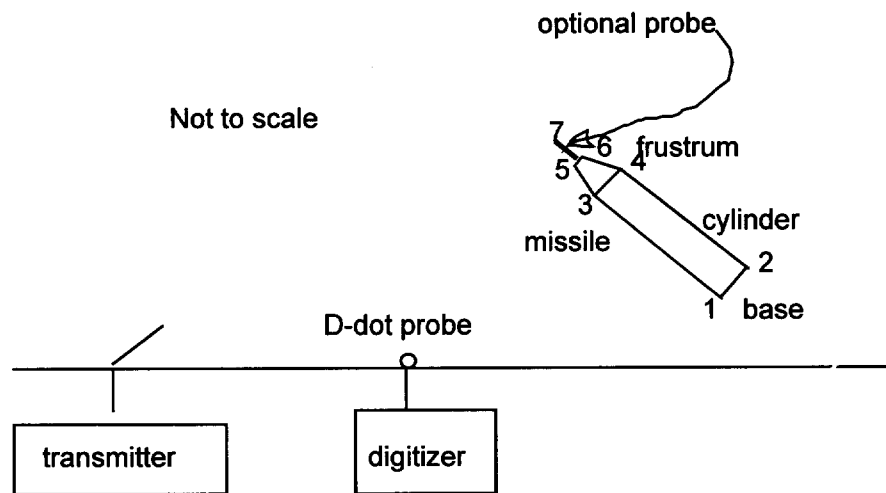 optional probe
Not to scale
7
6 frustrum
5 4
3
cylinder
missile
2
1 base
D-dot probe
transmitter
digitizer